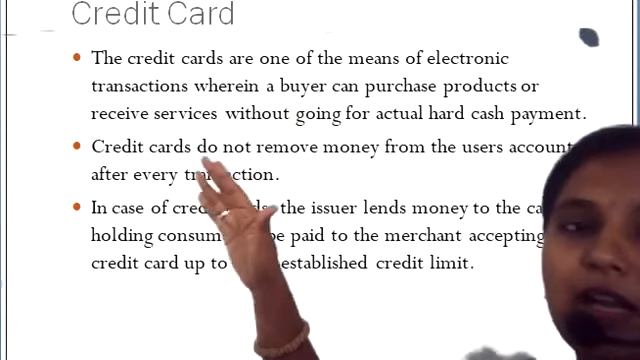 Credit Card
The credit cards are one of the means of electronic
transactions wherein a buyer can purchase products or
receive services without going for actual hard cash payment.
Credit cards do not remove money from the users account
after every
In case of the issuer lends money to the
holding be paid to the merchant accepting
credit card up to established credit limit.